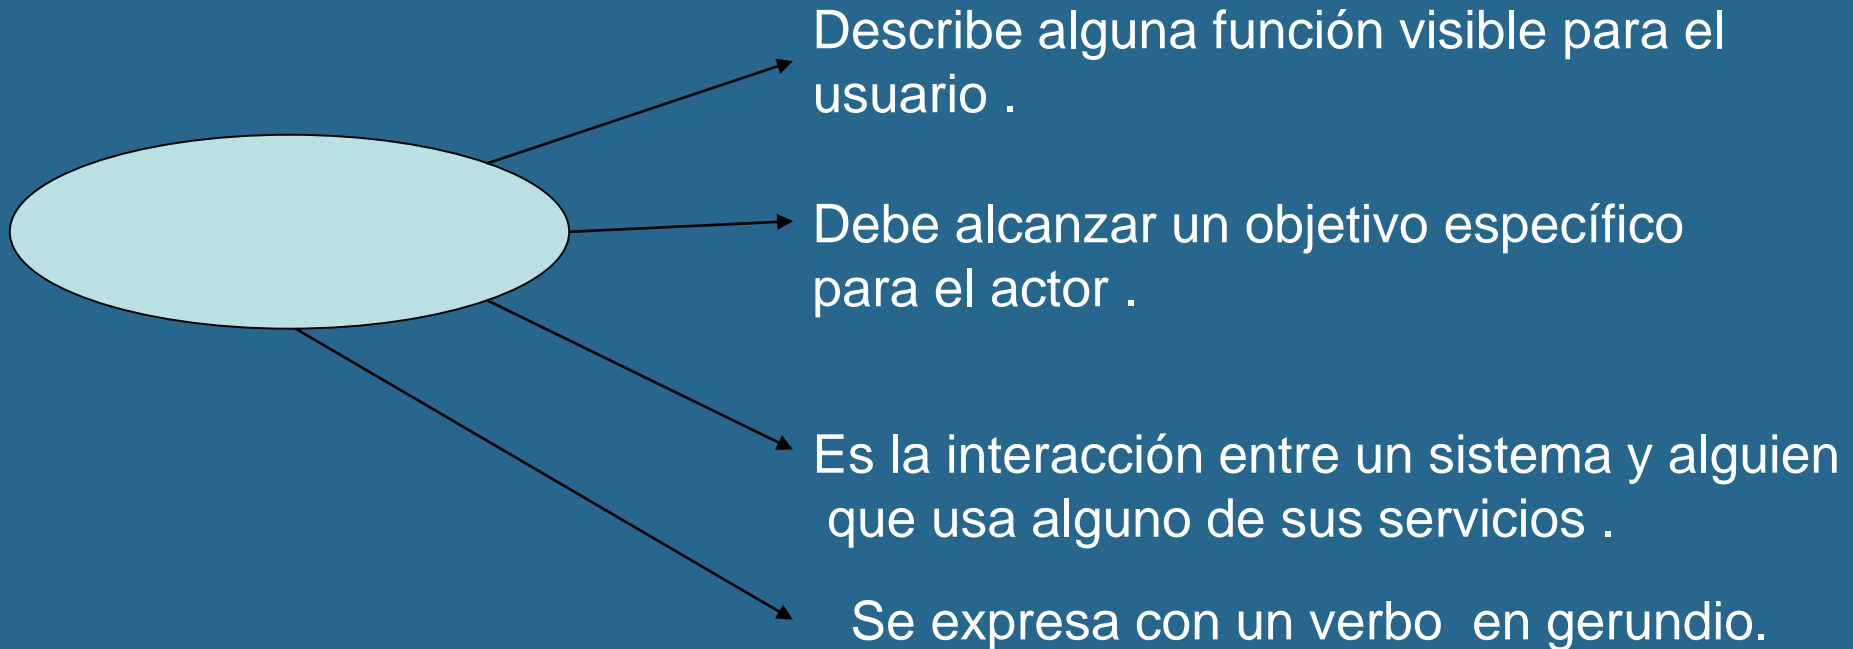 Describe alguna función visible para el
usuario .
Debe alcanzar un objetivo específico
para el actor .
Es la interacción entre un sistema y alguien
que usa alguno de sus servicios .
Se expresa con un verbo  en gerundio.